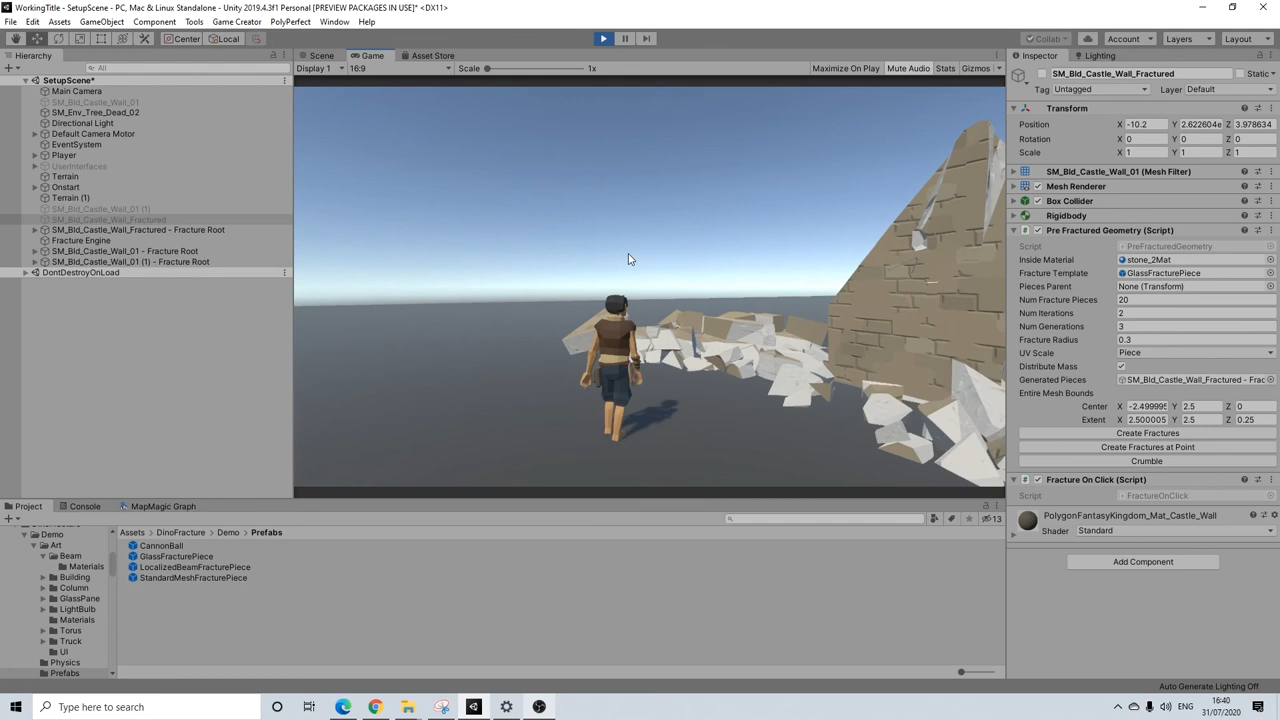 WorkingTitle - SetupScene - PC, Mac & Linux Standalone - Unity 2019.4.3f1 Personal [PREVIEW PACKAGES IN USE]* <DX11>
File Edit Assets GameObject Component Tools Game Creator PolyPerfect Window Help
Center Local Collab Account Layers Layout
Hierarchy Scene Game Asset Store Inspector Lighting
All Display 1 16:9 Scale 1x Maximize On Play Mute Audio Stats Gizmos SM_Bld_Castle_Wall_Fractured Static
SetupScene*
Main Camera
SM_Bld_Castle_Wall_01
SM_Env_Tree_Dead_02
Directional Light
Default Camera Motor
EventSystem
Player
UserInterfaces
Terrain
Onstart
Terrain (1)
SM_Bld_Castle_Wall_01 (1)
SM_Bld_Castle_Wall_Fractured
SM_Bld_Castle_Wall_Fractured - Fracture Root
Fracture Engine
SM_Bld_Castle_Wall_01 - Fracture Root
SM_Bld_Castle_Wall_01 (1) - Fracture Root
DontDestroyOnLoad
Tag Untagged Layer Default
Transform
Position X -10.2 Y 2.622604e Z 3.978634
Rotation X 0 Y 0 Z 0
Scale X 1 Y 1 Z 1
SM_Bld_Castle_Wall_01 (Mesh Filter)
Mesh Renderer
Box Collider
Rigidbody
Pre Fractured Geometry (Script)
Script PreFracturedGeometry
Inside Material stone_2Mat
Fracture Template GlassFracturePiece
Pieces Parent None (Transform)
Num Fracture Pieces 20
Num Iterations 2
Num Generations 3
Fracture Radius 0.3
UV Scale Piece
Distribute Mass
Generated Pieces SM_Bld_Castle_Wall_Fractured - Frac
Entire Mesh Bounds
Center X -2.499995 Y 2.5 Z 0
Extent X 2.500005 Y 2.5 Z 0.25
Create Fractures
Create Fractures at Point
Crumble
Fracture On Click (Script)
Script FractureOnClick
PolygonFantasyKingdom_Mat_Castle_Wall
Shader Standard
Add Component
Project Console MapMagic Graph
13
Demo
Art
Beam
Materials
Building
Column
GlassPane
LightBulb
Materials
Torus
Truck
UI
Physics
Prefabs
Assets Demo DinoFracture Prefabs
CannonBall
GlassFracturePiece
LocalizedBeamFracturePiece
StandardMeshFracturePiece
Auto Generate Lighting Off
Type here to search
ENG 16:40
31/07/2020